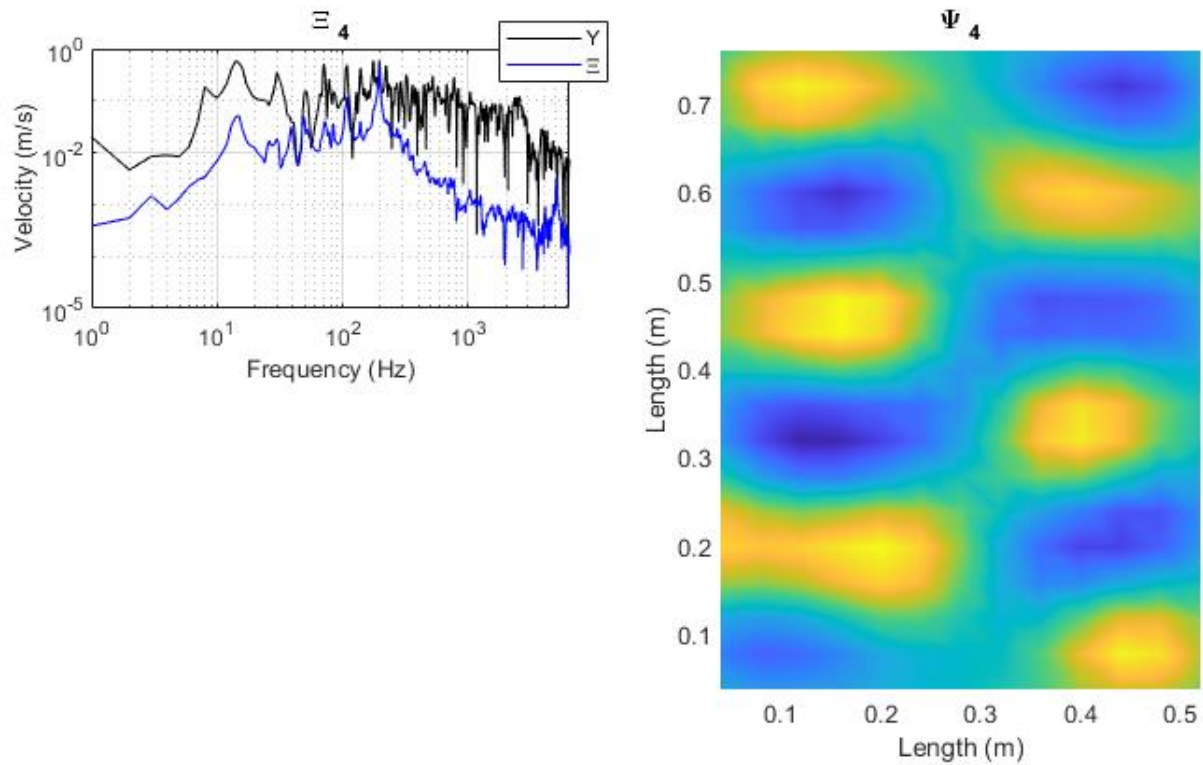 Ξ 4
Y
Ξ
10^0
10^-2
10^-5
Velocity (m/s)
10^0 10^1 10^2 10^3
Frequency (Hz)
Ψ 4
0.7
0.6
0.5
0.4
0.3
0.2
0.1
Length (m)
0.1 0.2 0.3 0.4 0.5
Length (m)